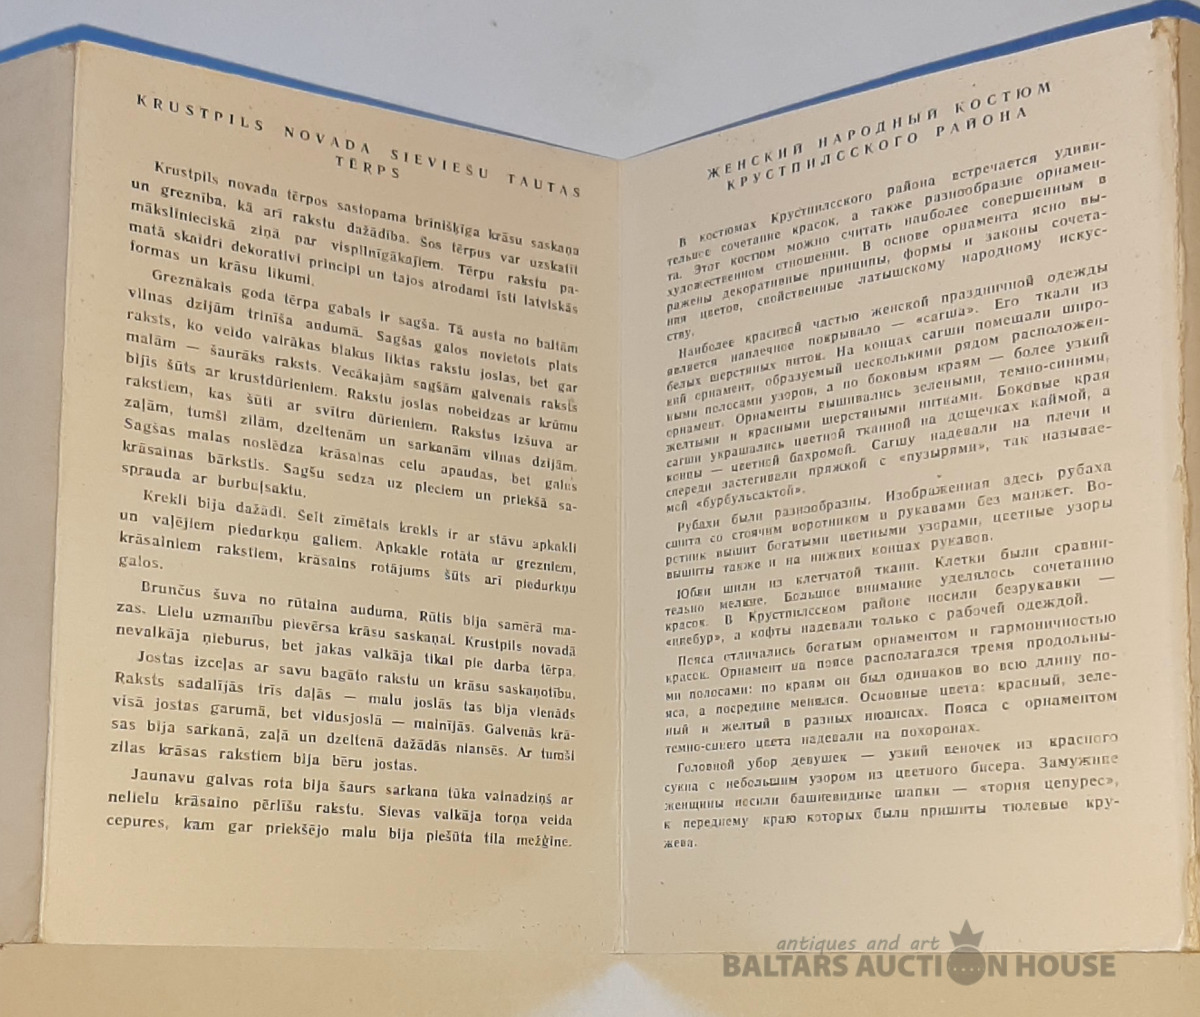 KRUSTPILS NOVADA SIEVIEŠU TAUTAS
TĒRPS
Krustpils novada tērpos sastopama brīnišķīga krāsu saskaņa
un greznība, kā arī rakstu dažādība. Šos tērpus var uzskatīt
mākslinieciskā ziņā par vispilnīgākajiem. Tērpu rakstu pa-
matā skaidri dekoratīvi principi un tajos atrodami īsti latviskās
formas un krāsu likumi.
Greznākais goda tērpa gabals ir sagša. Tā austa no baltām
vilnas dzijām trinīša audumā. Sagšas galos novietots plats
raksts, ko veido vairākas blakus liktas rakstu joslas, bet gar
malām — šaurāks raksts. Vecākajām sagšām galvenais raksts
bijis šūts ar krustdūrieniem. Rakstu joslas nobeidzas ar krūmu
rakstiem, kas šūti ar svītru dūrieniem. Rakstus izšuva ar
zaļām, tumši zilām, dzeltenām un sarkanām vilnas dzijām.
Sagšas malas noslēdza krāsainas celu apaudas, bet galus
krāsainas bārkstis. Sagšu sedza uz pleciem un priekšā sa-
sprauda ar burbuļsaktu.
Krekli bija dažādi. Šeit zīmētais krekls ir ar stāvu apkakli
un vaļējiem piedurkņu galiem. Apkakle rotāta ar grezniem,
krāsainiem rakstiem, krāsains rotājums šūts arī piedurkņu
galos.
Brunčus šuva no rūtaina auduma. Rūtis bija samērā ma-
zas. Lielu uzmanību pievērsa krāsu saskaņai. Krustpils novadā
nevalkāja ņieburus, bet jakas valkāja tikai pie darba tērpa.
Jostas izceļas ar savu bagāto rakstu un krāsu saskaņotību.
Raksts sadalījās trīs daļās — malu joslās tas bija vienāds
visā jostas garumā, bet vidusjoslā — mainījās. Galvenās krā-
sas bija sarkanā, zaļā un dzeltenā dažādās niansēs. Ar tumši
zilas krāsas rakstiem bija bēru jostas.
Jaunavu galvas rota bija šaurs sarkana tūka vainadziņš ar
nelielu krāsaino pērlīšu rakstu. Sievas valkāja torņa veida
cepures, kam gar priekšējo malu bija piešūta tila mežģine.
ЖЕНСКИЙ НАРОДНЫЙ КОСТЮМ
КРУСТПИЛССКОГО РАЙОНА
В костюмах Крустпилсского района встречается удиви-
тельное сочетание красок, а также разнообразие орнамен-
та. Этот костюм можно считать наиболее совершенным в
художественном отношении. В основе орнамента ясно вы-
ражены декоративные принципы, формы и законы сочета-
ния цветов, свойственные латышскому народному искус-
ству.
Наиболее красивой частью женской праздничной одежды
является наплечное покрывало — «сагша». Его ткали из
белых шерстяных ниток. На концах сагши помещали широ-
кий орнамент, образуемый несколькими рядом расположен-
ными полосами узоров, а по боковым краям — более узкий
орнамент. Орнаменты вышивались зелеными, темно-синими,
желтыми и красными шерстяными нитками. Боковые края
сагши украшались цветной тканной на дощечках каймой, а
концы — цветной бахромой. Сагшу надевали на плечи и
спереди застегивали пряжкой с «пузырями», так называе-
мой «бурбульсактой».
Рубахи были разнообразны. Изображенная здесь рубаха
сшита со стоячим воротником и рукавами без манжет. Во-
ротник вышит богатыми цветными узорами, цветные узоры
вышиты также и на нижних концах рукавов.
Юбки шили из клетчатой ткани. Клетки были сравни-
тельно мелкие. Большое внимание уделялось сочетанию
красок. В Крустпилсском районе носили безрукавки —
«ниебур», а кофты надевали только с рабочей одеждой.
Пояса отличались богатым орнаментом и гармоничностью
красок. Орнамент на поясе располагался тремя продольны-
ми полосами: по краям он был одинаков во всю длину по-
яса, а посредине менялся. Основные цвета: красный, зеле-
ный и желтый в разных нюансах. Пояса с орнаментом
темно-синего цвета надевали на похоронах.
Головной убор девушек — узкий веночек из красного
сукна с небольшим узором из цветного бисера. Замужние
женщины носили башневидные шапки — «торня цепурес»,
к переднему краю которых были пришиты тюлевые кру-
жева.
antiques and art
BALTARS AUCTION HOUSE